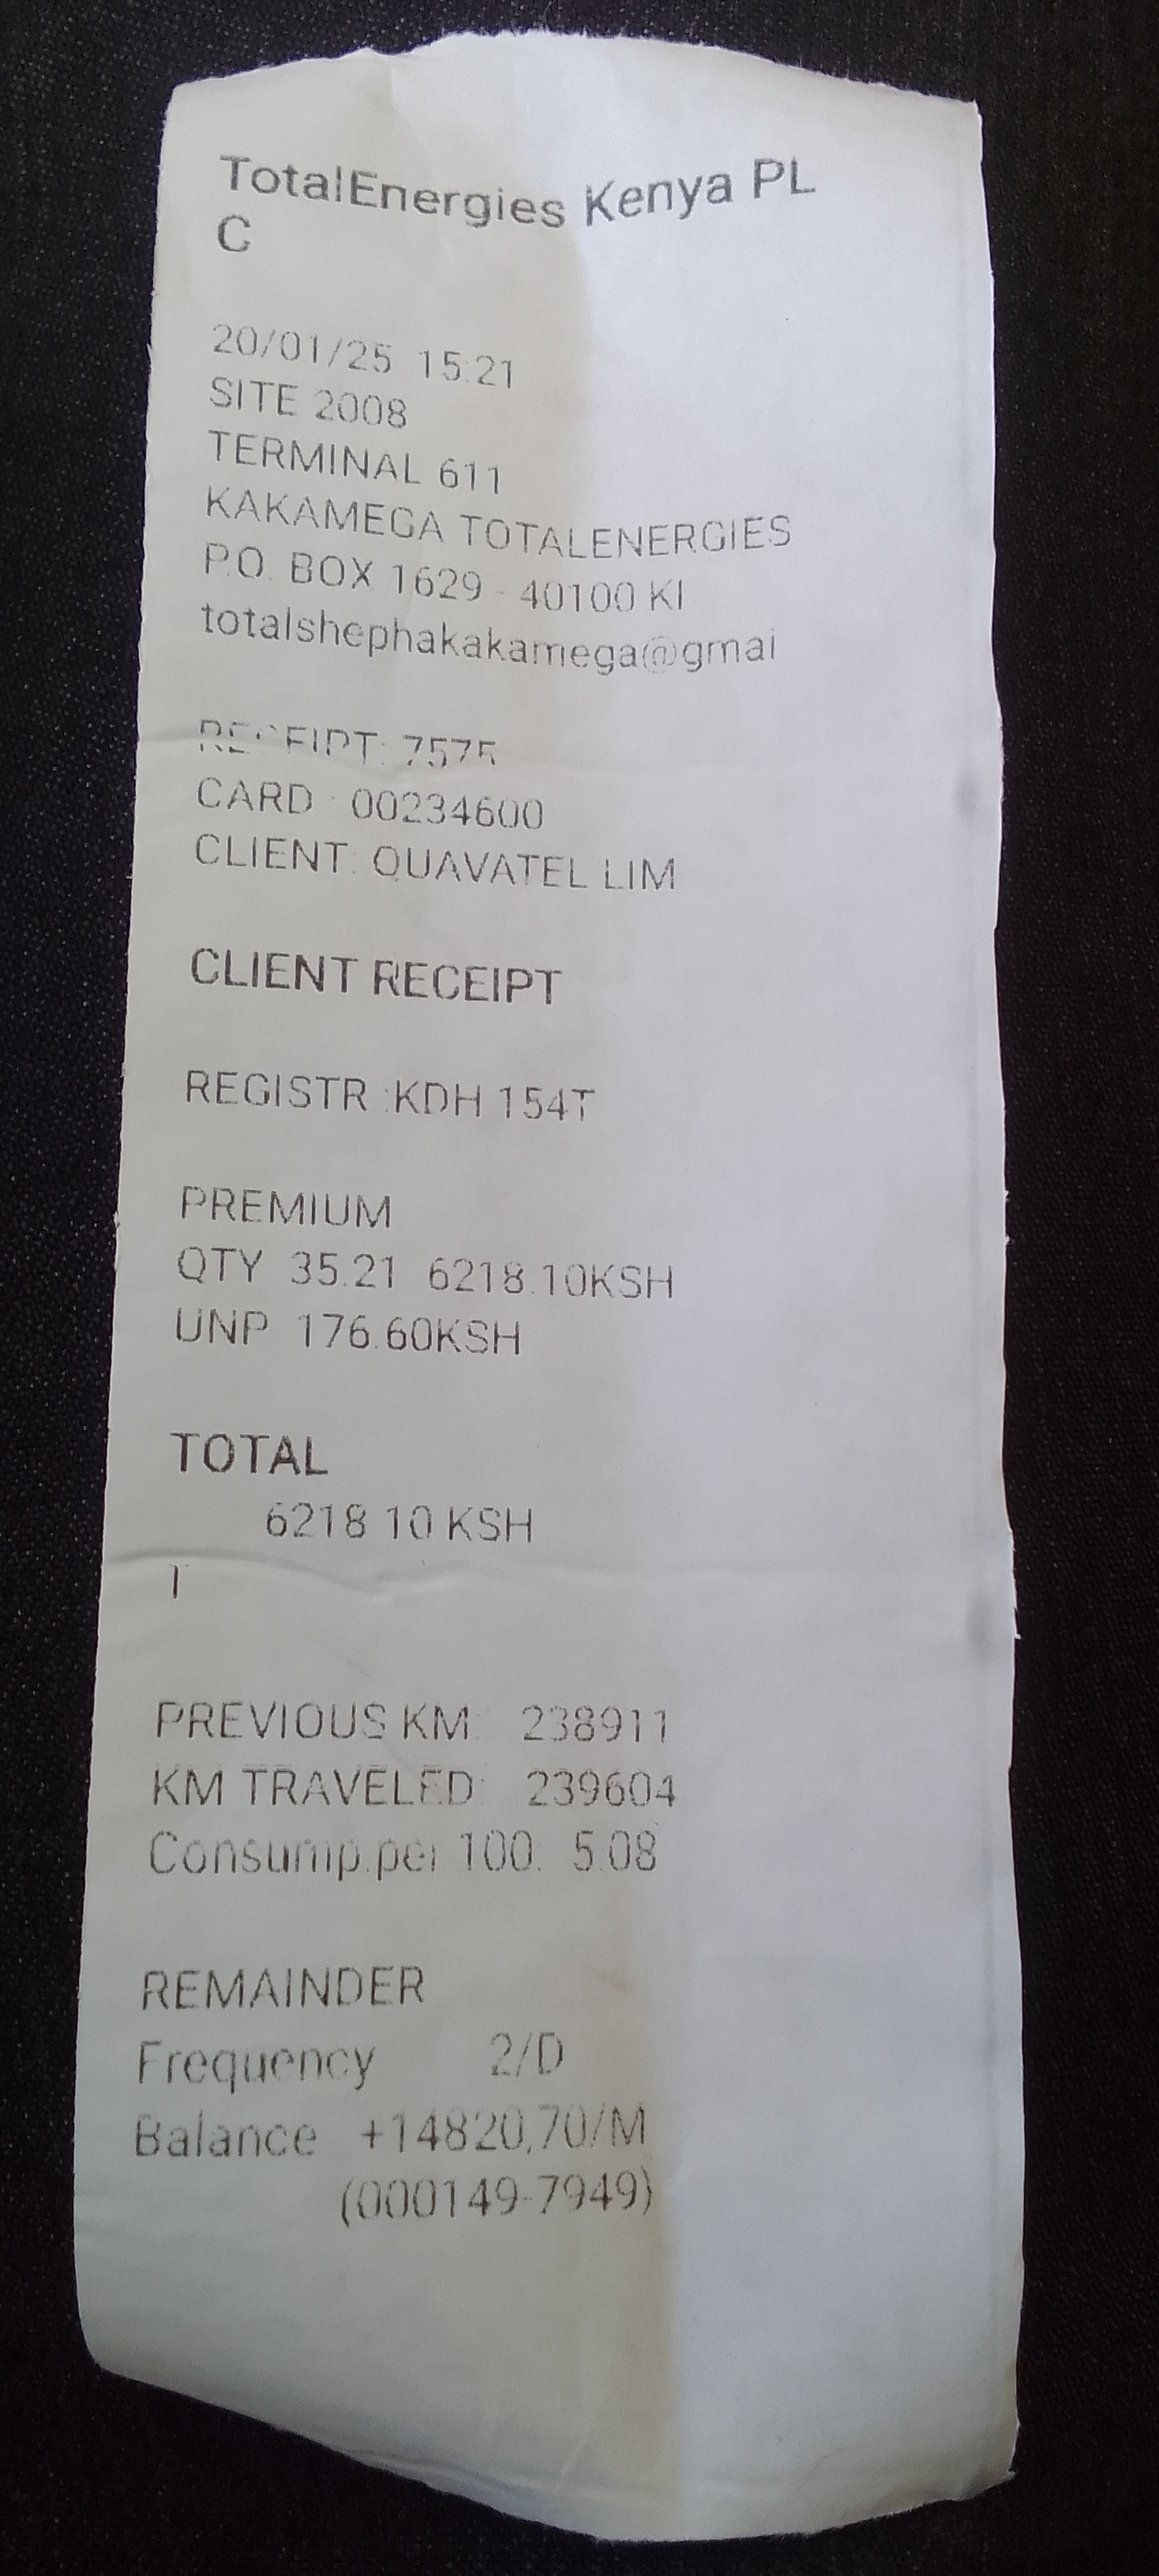 TotalEnergies Kenya PL
C
20/01/25 15:21
SITE 2008
TERMINAL 611
KAKAMEGA TOTALENERGIES
P.O. BOX 1629 - 40100 KI
totalshephakakamega@gmai
RECEIPT: 7575
CARD : 00234600
CLIENT: QUAVATEL LIM
CLIENT RECEIPT
REGISTR :KDH 154T
PREMIUM
QTY 35.21 6218.10KSH
UNP 176.60KSH
TOTAL
6218.10 KSH
T
PREVIOUS KM: 238911
KM TRAVELED: 239604
Consump.per 100: 5.08
REMAINDER
Frequency 2/D
Balance +14820,70/M
(000149-7949)